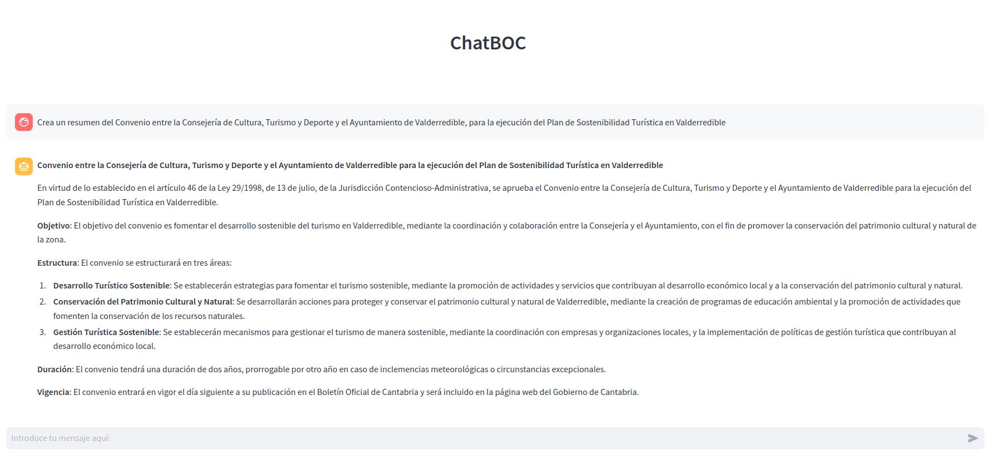 ChatBOC
Crea un resumen del Convenio entre la Consejería de Cultura, Turismo y Deporte y el Ayuntamiento de Valderredible, para la ejecución del Plan de Sostenibilidad Turística en Valderredible
Convenio entre la Consejería de Cultura, Turismo y Deporte y el Ayuntamiento de Valderredible para la ejecución del Plan de Sostenibilidad Turística en Valderredible
En virtud de lo establecido en el artículo 46 de la Ley 29/1998, de 13 de julio, de la Jurisdicción Contencioso-Administrativa, se aprueba el Convenio entre la Consejería de Cultura, Turismo y Deporte y el Ayuntamiento de Valderredible para la ejecución del
Plan de Sostenibilidad Turística en Valderredible.
Objetivo: El objetivo del convenio es fomentar el desarrollo sostenible del turismo en Valderredible, mediante la coordinación y colaboración entre la Consejería y el Ayuntamiento, con el fin de promover la conservación del patrimonio cultural y natural de
la zona.
Estructura: El convenio se estructurará en tres áreas:
1. Desarrollo Turístico Sostenible: Se establecerán estrategias para fomentar el turismo sostenible, mediante la promoción de actividades y servicios que contribuyan al desarrollo económico local y a la conservación del patrimonio cultural y natural.
2. Conservación del Patrimonio Cultural y Natural: Se desarrollarán acciones para proteger y conservar el patrimonio cultural y natural de Valderredible, mediante la creación de programas de educación ambiental y la promoción de actividades que
fomenten la conservación de los recursos naturales.
3. Gestión Turística Sostenible: Se establecerán mecanismos para gestionar el turismo de manera sostenible, mediante la coordinación con empresas y organizaciones locales, y la implementación de políticas de gestión turística que contribuyan al
desarrollo económico local.
Duración: El convenio tendrá una duración de dos años, prorrogable por otro año en caso de inclemencias meteorológicas o circunstancias excepcionales.
Vigencia: El convenio entrará en vigor el día siguiente a su publicación en el Boletín Oficial de Cantabria y será incluido en la página web del Gobierno de Cantabria.
Introduce tu mensaje aquí: